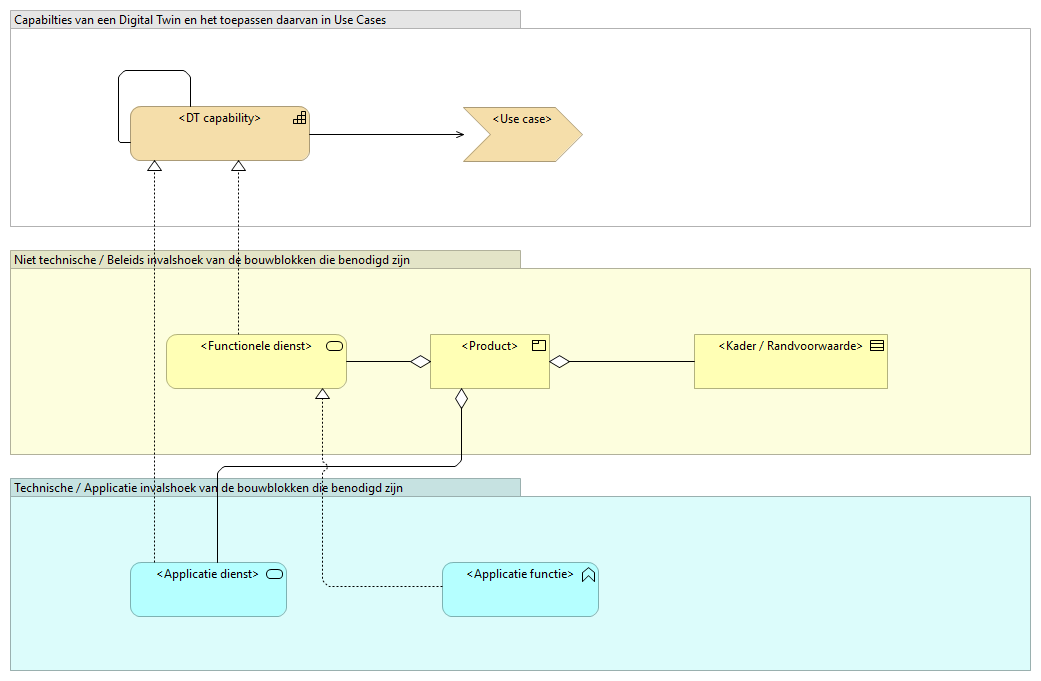 Capabilties van een Digital Twin en het toepassen daarvan in Use Cases
<DT capability>
<Use case>
Niet technische / Beleids invalshoek van de bouwblokken die benodigd zijn
<Functionele dienst>
<Product>
<Kader / Randvoorwaarde>
Technische / Applicatie invalshoek van de bouwblokken die benodigd zijn
<Applicatie dienst>
<Applicatie functie>